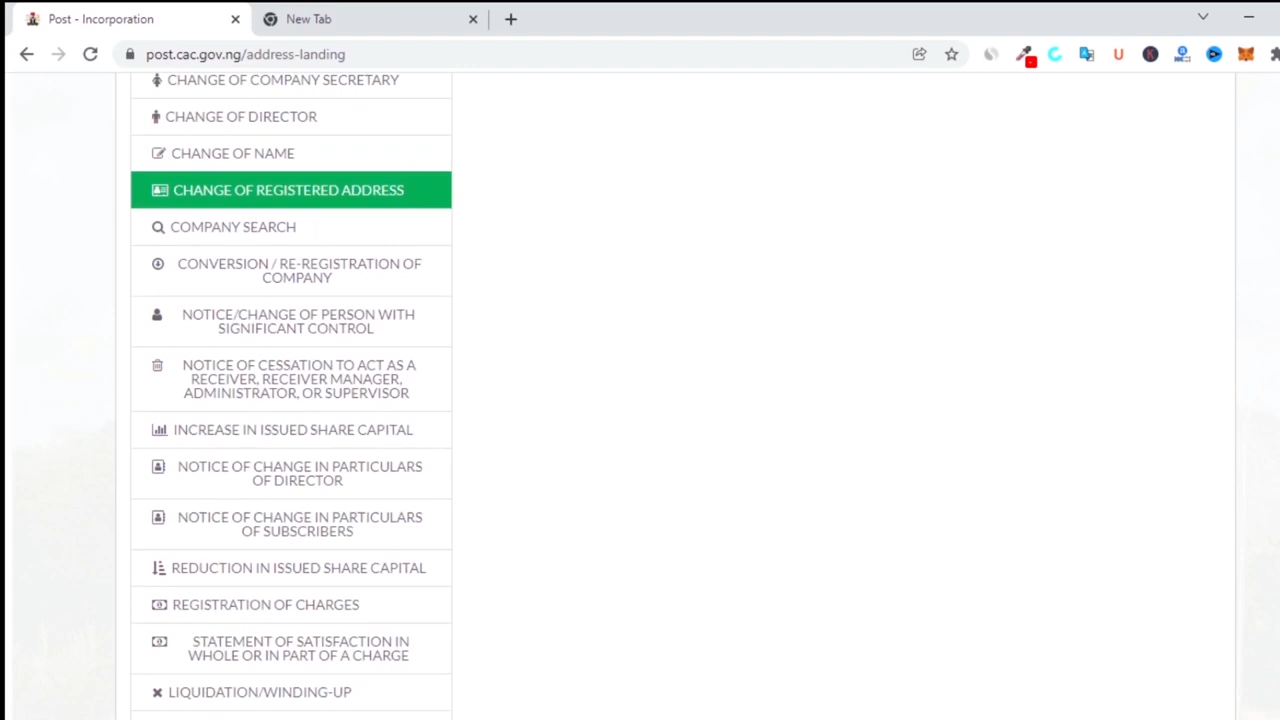 Post - Incorporation
New Tab
post.cac.gov.ng/address-landing
CHANGE OF COMPANY SECRETARY
CHANGE OF DIRECTOR
CHANGE OF NAME
CHANGE OF REGISTERED ADDRESS
COMPANY SEARCH
CONVERSION / RE-REGISTRATION OF
COMPANY
NOTICE/CHANGE OF PERSON WITH
SIGNIFICANT CONTROL
NOTICE OF CESSATION TO ACT AS A
RECEIVER, RECEIVER MANAGER,
ADMINISTRATOR, OR SUPERVISOR
INCREASE IN ISSUED SHARE CAPITAL
NOTICE OF CHANGE IN PARTICULARS
OF DIRECTOR
NOTICE OF CHANGE IN PARTICULARS
OF SUBSCRIBERS
REDUCTION IN ISSUED SHARE CAPITAL
REGISTRATION OF CHARGES
STATEMENT OF SATISFACTION IN
WHOLE OR IN PART OF A CHARGE
LIQUIDATION/WINDING-UP